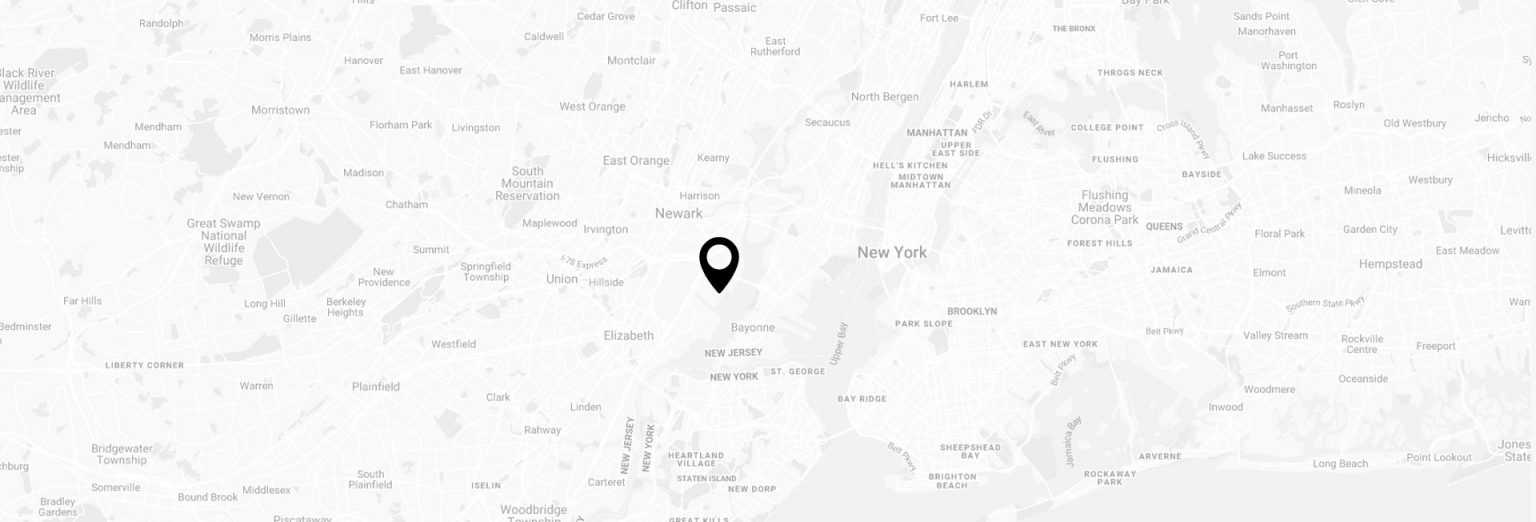 Clifton
Passaic
Randolph
Cedar Grove
Fort Lee
Sands Point
Manorhaven
Morris Plains
Caldwell
East
Rutherford
THE BRONX
Port
Washington
Hanover
East Hanover
Montclair
THROGS NECK
Black River
Wildlife
anagement
Area
HARLEM
Morristown
West Orange
North Bergen
Manhasset
Roslyn
Mendham
Florham Park
Livingston
Secaucus
FDR Dr
East River
COLLEGE POINT
Cross Island Pkwy
Old Westbury
Jericho
Mendham
MANHATTAN
UPPER
EAST SIDE
East Orange
Kearny
HELL'S KITCHEN
FLUSHING
Lake Success
Hicksvill
ester
ester
nship
Madison
South
Mountain
Reservation
MIDTOWN
MANHATTAN
BAYSIDE
Westbury
New Vernon
Chatham
Harrison
Newark
Flushing
Meadows
Corona Park
Mineola
Great Swamp
National
Wildlife
Refuge
Maplewood
Irvington
QUEENS
Grand Central Pkwy
Floral Park
Garden City
Levitt
Summit
New York
FOREST HILLS
East Meadow
New
Providence
Springfield
Township
I-78 Express
Union
Hillside
JAMAICA
Elmont
Hempstead
Far Hills
Long Hill
Berkeley
Heights
Gillette
Southern State Pkwy
Wan
Bedminster
Elizabeth
Bayonne
Upper Bay
BROOKLYN
PARK SLOPE
Belt Pkwy
Valley Stream
Rockville
Centre
Freeport
Westfield
NEW JERSEY
NEW YORK
ST. GEORGE
EAST NEW YORK
Belt Pkwy
LIBERTY CORNER
Warren
Plainfield
Clark
Linden
BAY RIDGE
Woodmere
Oceanside
Inwood
Rahway
NEW JERSEY
NEW YORK
Belt Pkwy
SHEEPSHEAD
BAY
Jamaica Bay
ARVERNE
Long Beach
Point Lookout
Jones
State
Bridgewater
Township
HEARTLAND
VILLAGE
STATEN ISLAND
BRIGHTON
BEACH
ROCKAWAY
PARK
chburg
Somerville
South
Plainfield
ISELIN
Carteret
NEW DORP
Bradley
Gardens
Bound Brook
Middlesex
Woodbridge
Township
Piscataway
GREAT KILLS